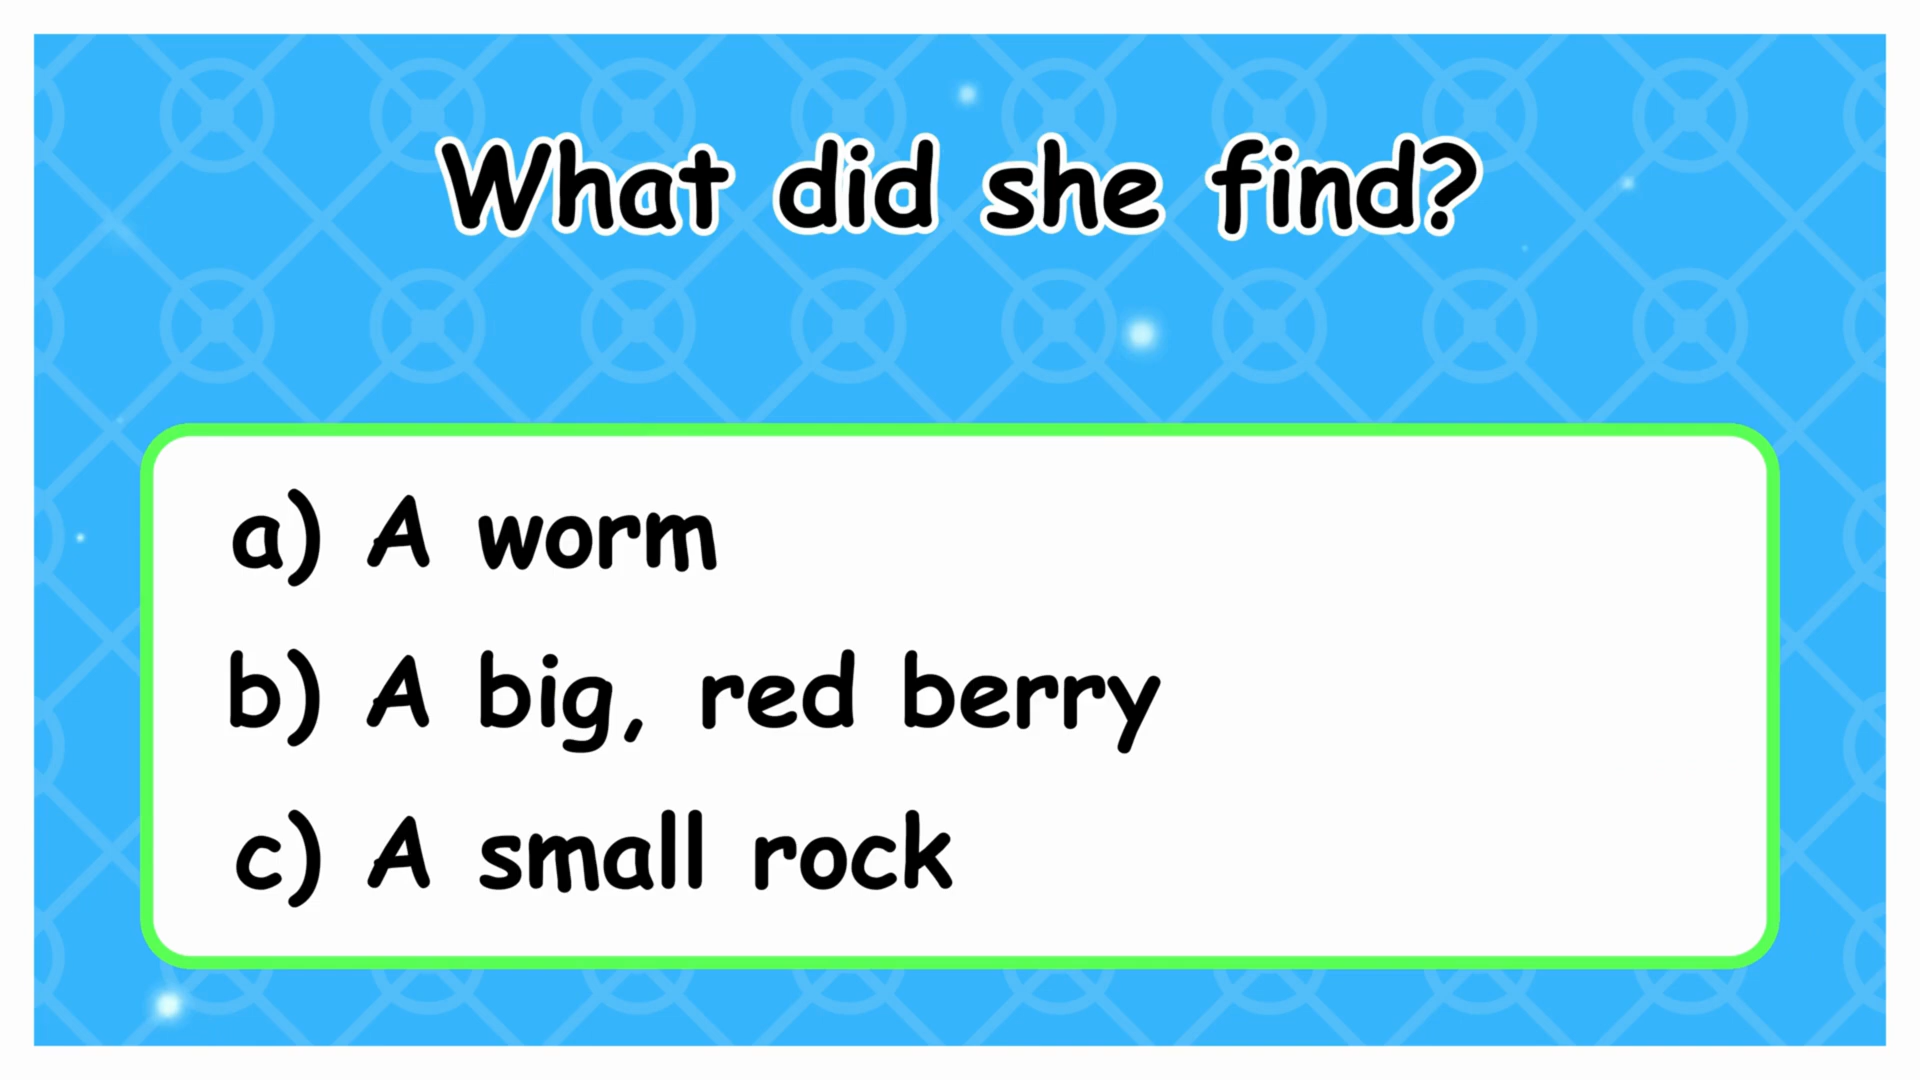 What did she find?
a) A worm
b) A big, red berry
c) A small rock